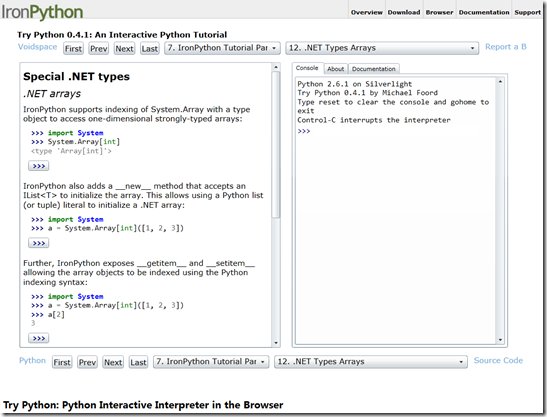 IronPython
Overview Download Browser Documentation Support
Try Python 0.4.1: An Interactive Python Tutorial
Voidspace First Prev Next Last 7. IronPython Tutorial Par 12. .NET Types Arrays Report a B
Special .NET types
.NET arrays
IronPython supports indexing of System.Array with a type
object to access one-dimensional strongly-typed arrays:
>>> import System
>>> System.Array[int]
<type 'Array[int]'>
>>>
IronPython also adds a __new__ method that accepts an
IList<T> to initialize the array. This allows using a Python list
(or tuple) literal to initialize a .NET array:
>>> a = System.Array[int]([1, 2, 3])
>>>
Further, IronPython exposes __getitem__ and __setitem__
allowing the array objects to be indexed using the Python
indexing syntax:
>>> import System
>>> a = System.Array[int]([1, 2, 3])
>>> a[2]
3
>>>
Console About Documentation
Python 2.6.1 on Silverlight
Try Python 0.4.1 by Michael Foord
Type reset to clear the console and gohome to
exit
Control-C interrupts the interpreter
>>>
Python First Prev Next Last 7. IronPython Tutorial Par 12. .NET Types Arrays Source Code
Try Python: Python Interactive Interpreter in the Browser